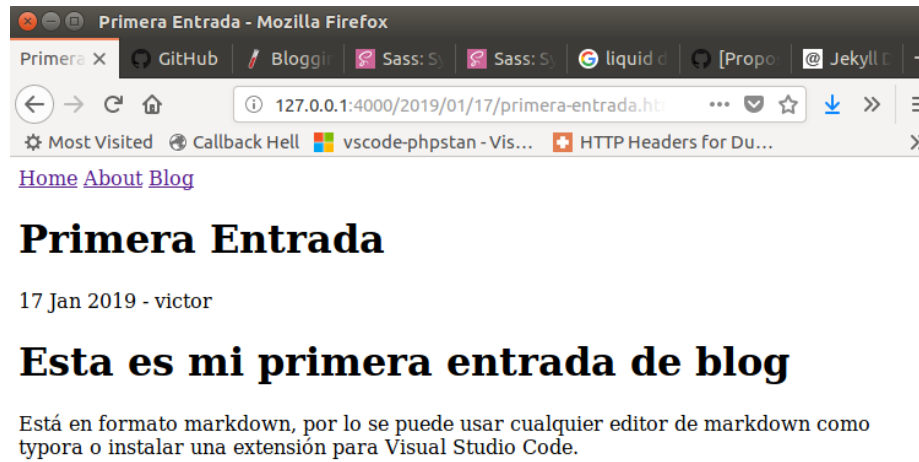 Primera Entrada - Mozilla Firefox
Primera GitHub Sass: Sass: liquid Jekyll
127.0.0.1:4000/2019/01/17/primera-entrada.ht
Most Visited Callback Hell vscode-phpstan - Vis... HTTP Headers for Du...
Home About Blog
Primera Entrada
17 Jan 2019 - victor
Esta es mi primera entrada de blog
Está en formato markdown, por lo se puede usar cualquier editor de markdown como
typora o instalar una extensión para Visual Studio Code.